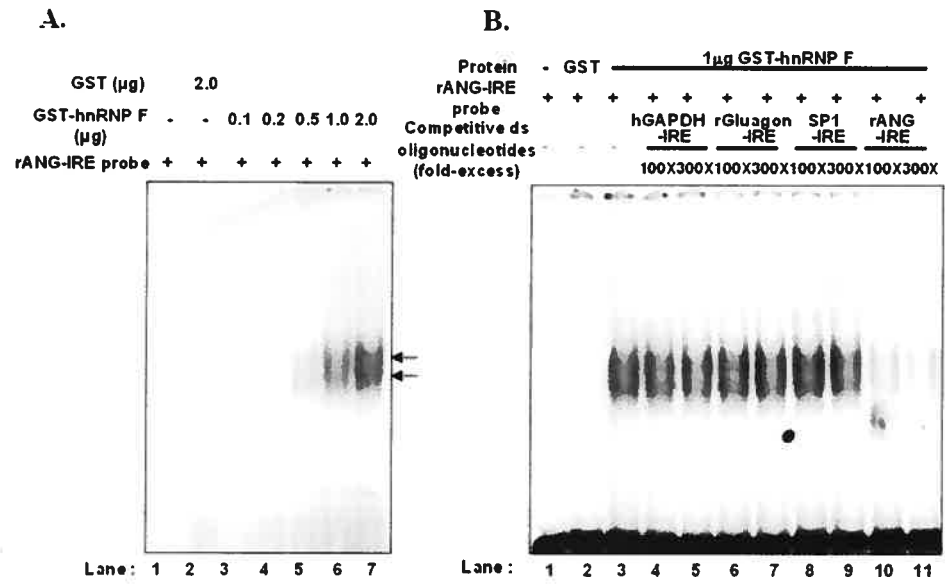 A.
GST (µg) 2.0
GST-hnRNP F - - 0.1 0.2 0.5 1.0 2.0
(µg)
rANG-IRE probe + + + + + + +
Lane: 1 2 3 4 5 6 7
B.
Protein - GST 1µg GST-hnRNP F
rANG-IRE + + + + + + + + + + +
probe
Competitive ds hGAPDH rGluagon SP1 rANG
oligonucleotides - - - -IRE -IRE -IRE -IRE
(fold-excess) 100X300X100X300X100X300X100X300X
Lane: 1 2 3 4 5 6 7 8 9 10 11